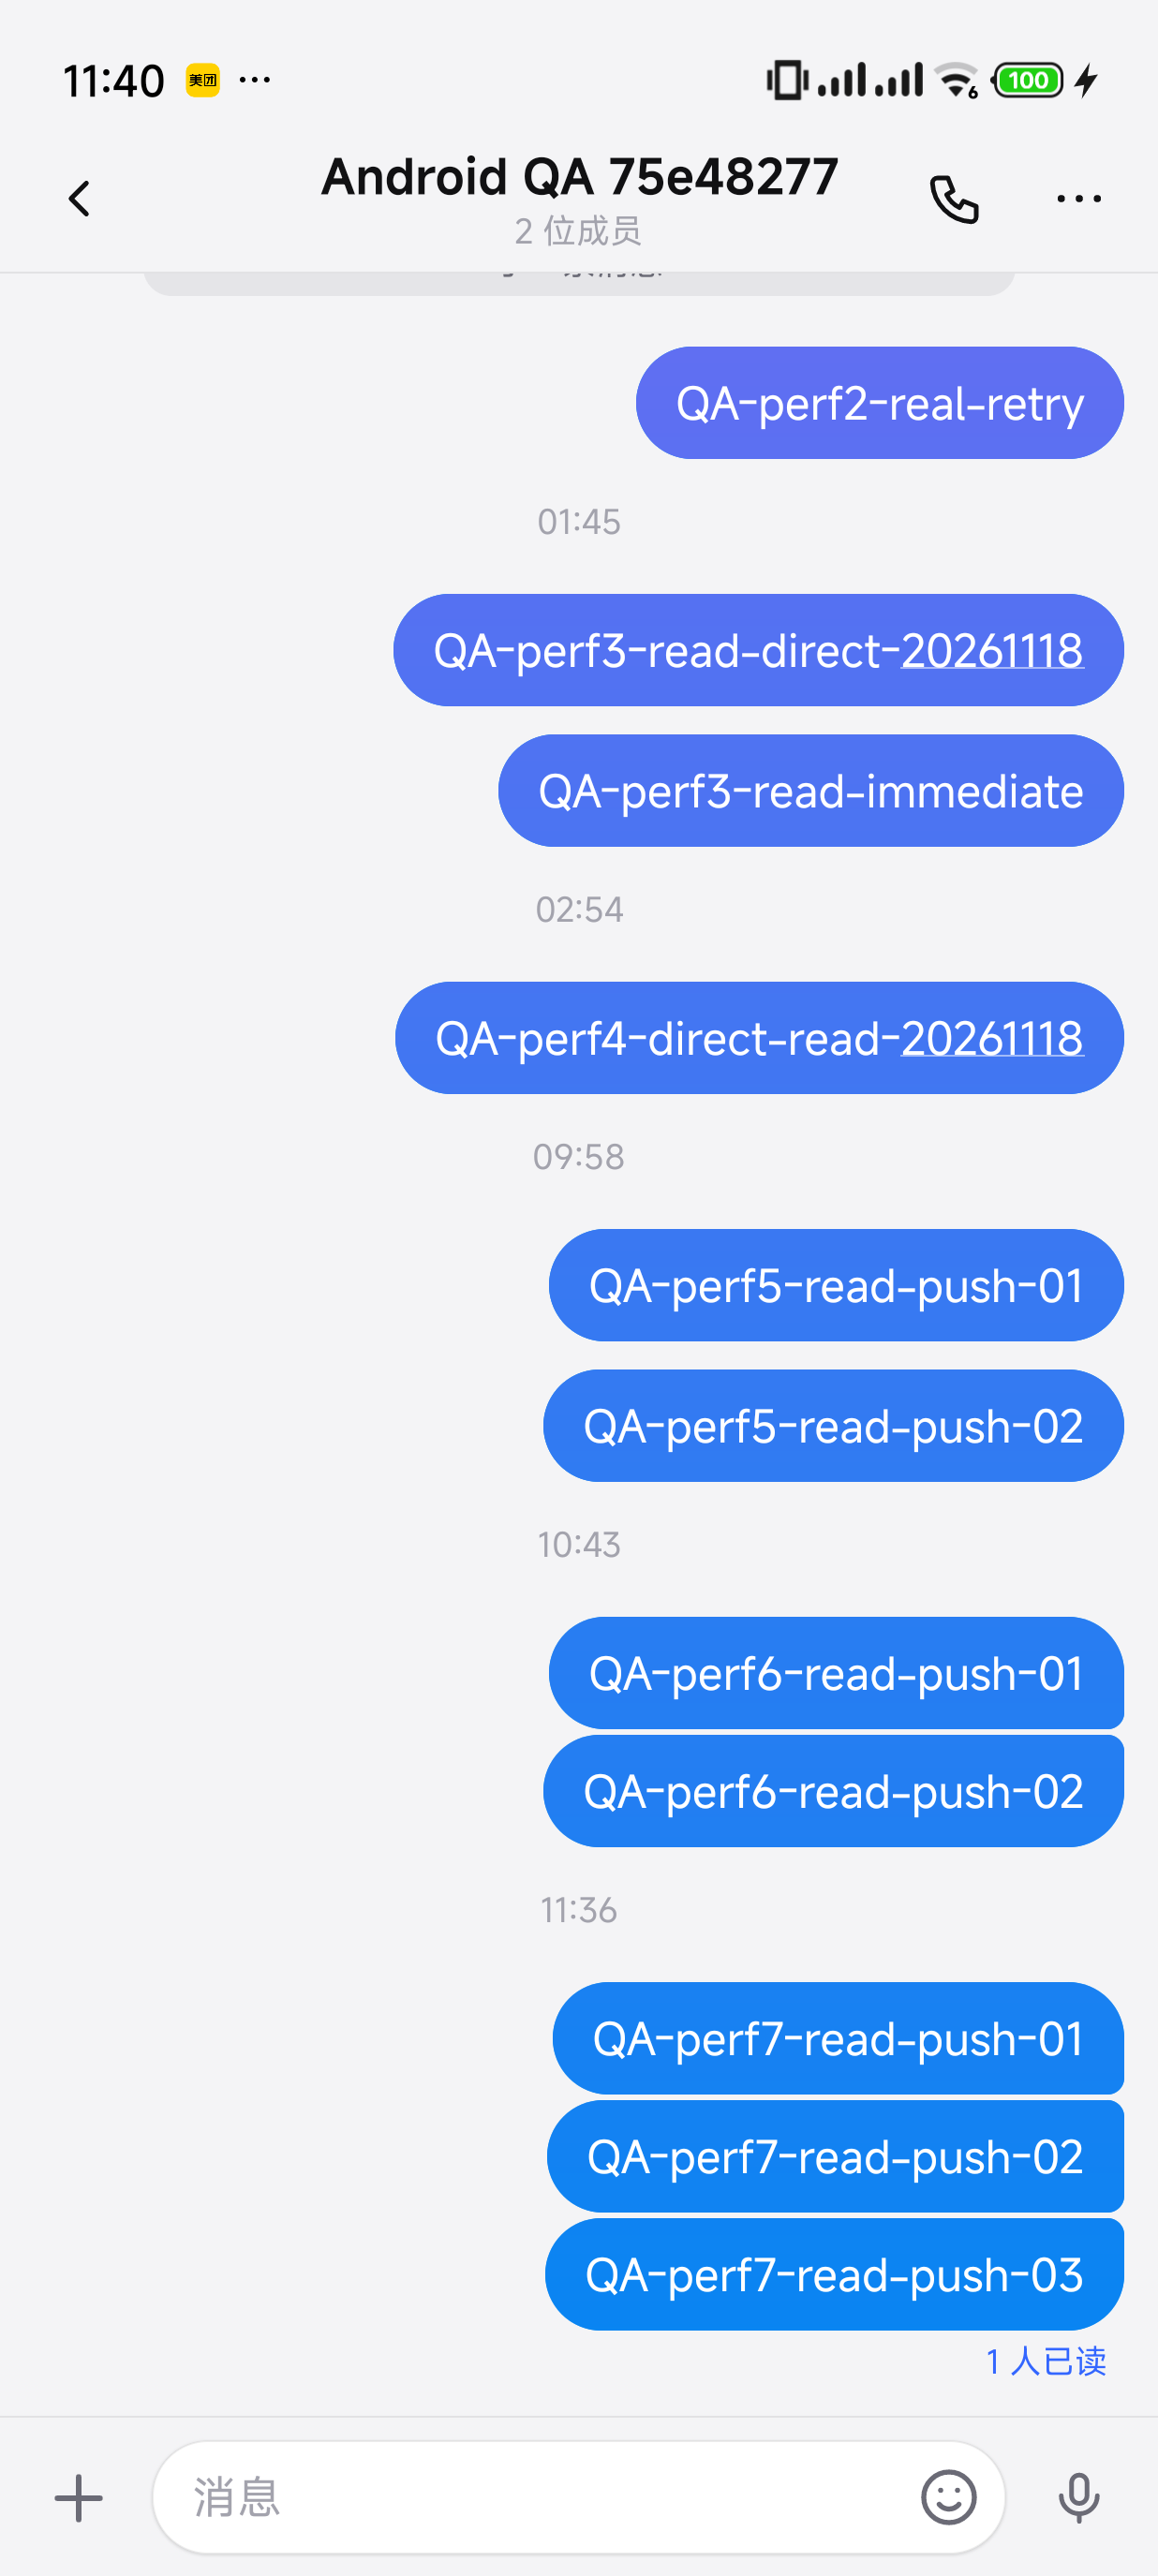 11:40 美团 ...
6 100
Android QA 75e48277
2 位成员
QA-perf2-real-retry
01:45
QA-perf3-read-direct-20261118
QA-perf3-read-immediate
02:54
QA-perf4-direct-read-20261118
09:58
QA-perf5-read-push-01
QA-perf5-read-push-02
10:43
QA-perf6-read-push-01
QA-perf6-read-push-02
11:36
QA-perf7-read-push-01
QA-perf7-read-push-02
QA-perf7-read-push-03
1 人已读
消息